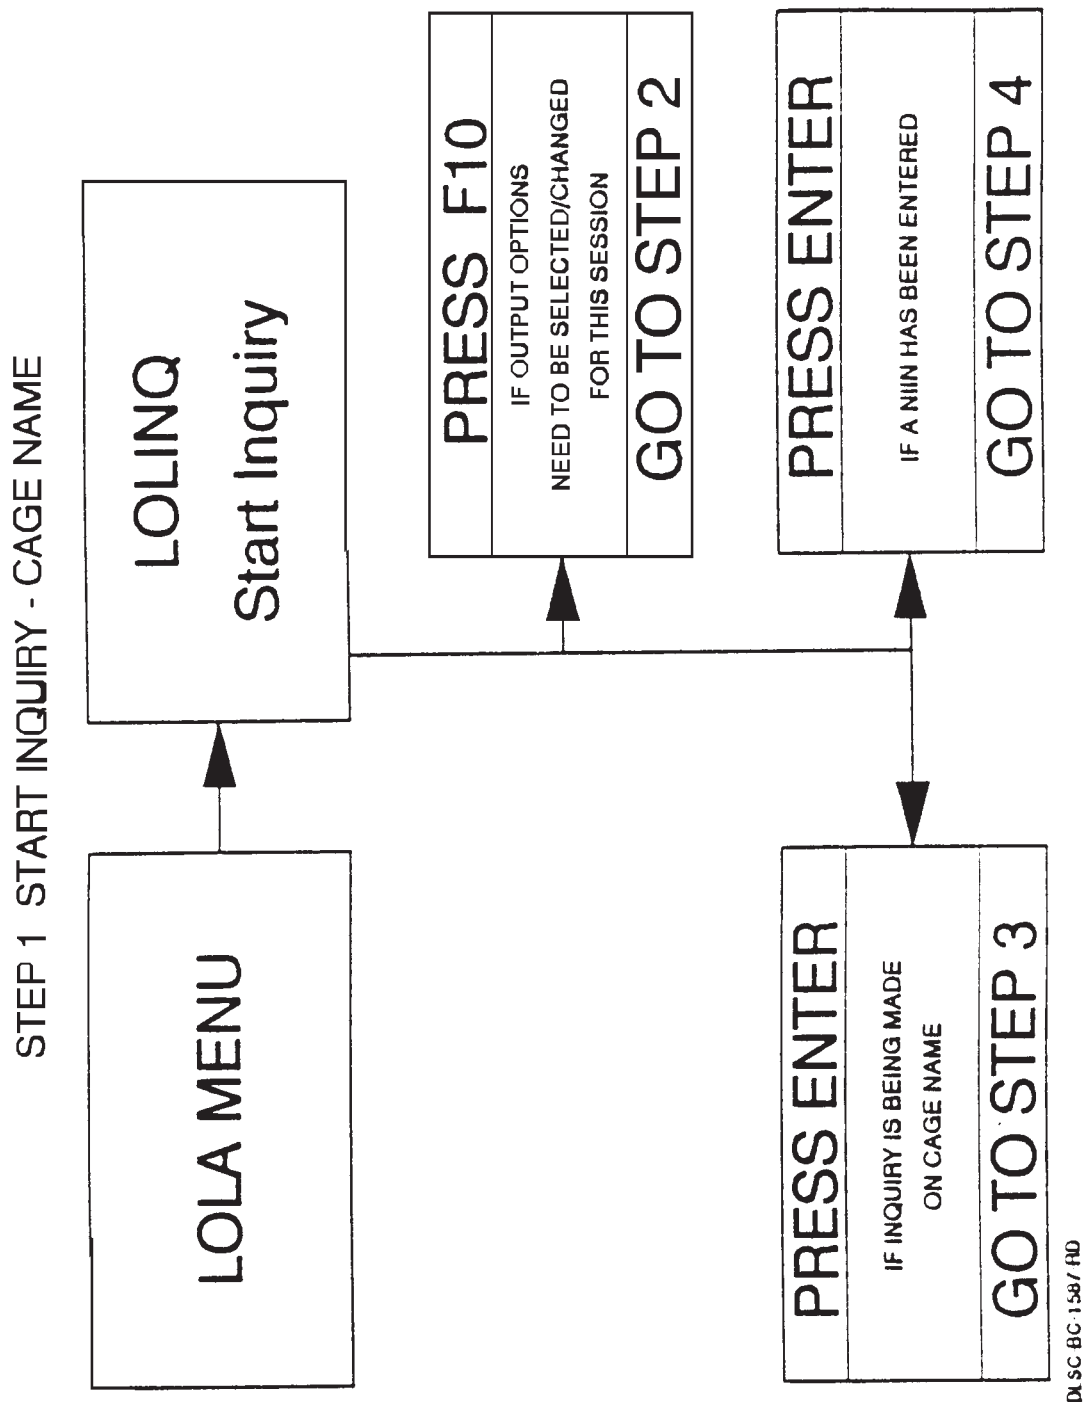 STEP 1 START INQUIRY - CAGE NAME
LOLA MENU
LOLINQ
Start Inquiry
PRESS F10
IF OUTPUT OPTIONS
NEED TO BE SELECTED/CHANGED
FOR THIS SESSION
GO TO STEP 2
PRESS ENTER
IF INQUIRY IS BEING MADE
ON CAGE NAME
GO TO STEP 3
PRESS ENTER
IF A NIIN HAS BEEN ENTERED
GO TO STEP 4
DLSC BC-1587 RD